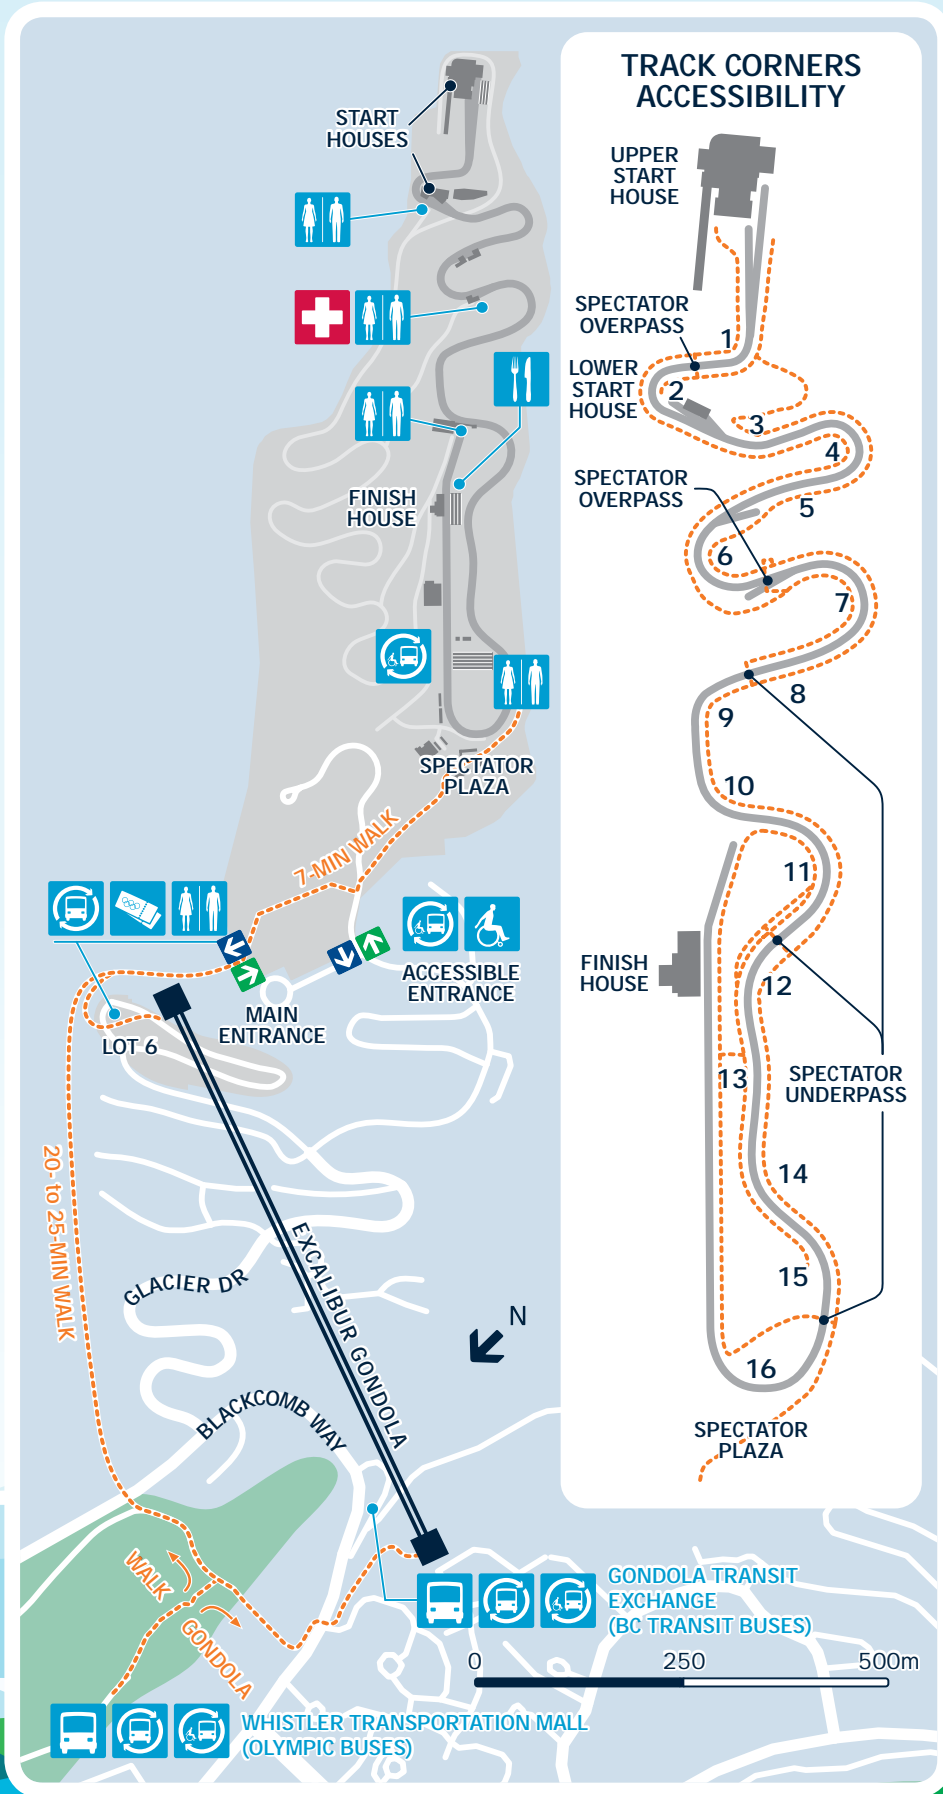 TRACK CORNERS
ACCESSIBILITY
START
HOUSES
UPPER
START
HOUSE
SPECTATOR
OVERPASS
1
LOWER
START
HOUSE
2
3
4
SPECTATOR
OVERPASS
5
6
7
8
9
10
11
FINISH
HOUSE
12
13
SPECTATOR
UNDERPASS
14
15
16
SPECTATOR
PLAZA
FINISH
HOUSE
SPECTATOR
PLAZA
7-MIN WALK
ACCESSIBLE
ENTRANCE
MAIN
ENTRANCE
LOT 6
20- to 25-MIN WALK
EXCALIBUR GONDOLA
GLACIER DR
N
BLACKCOMB WAY
WALK
GONDOLA
GONDOLA TRANSIT
EXCHANGE
(BC TRANSIT BUSES)
0 250 500m
WHISTLER TRANSPORTATION MALL
(OLYMPIC BUSES)